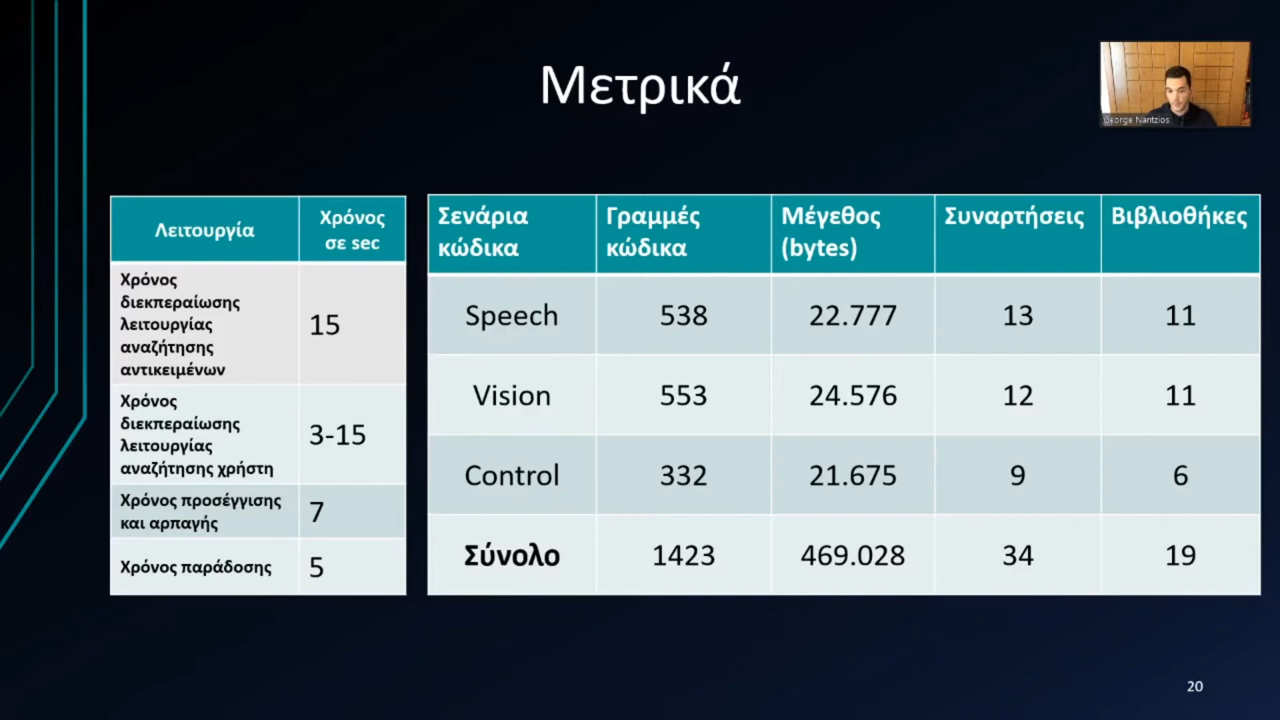 Μετρικά
George Nantzios
Λειτουργία
Χρόνος
σε sec
Χρόνος
διεκπεραίωσης
λειτουργίας
αναζήτησης
αντικειμένων
15
Χρόνος
διεκπεραίωσης
λειτουργίας
αναζήτησης χρήστη
3-15
Χρόνος προσέγγισης
και αρπαγής
7
Χρόνος παράδοσης
5
Σενάρια
κώδικα
Γραμμές
κώδικα
Μέγεθος
(bytes)
Συναρτήσεις
Βιβλιοθήκες
Speech
538
22.777
13
11
Vision
553
24.576
12
11
Control
332
21.675
9
6
Σύνολο
1423
469.028
34
19
20